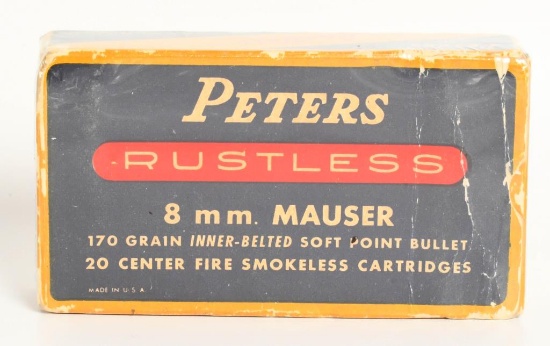 PETERS
RUSTLESS
8 mm. MAUSER
170 GRAIN INNER-BELTED SOFT POINT BULLET
20 CENTER FIRE SMOKELESS CARTRIDGES
MADE IN U.S.A.